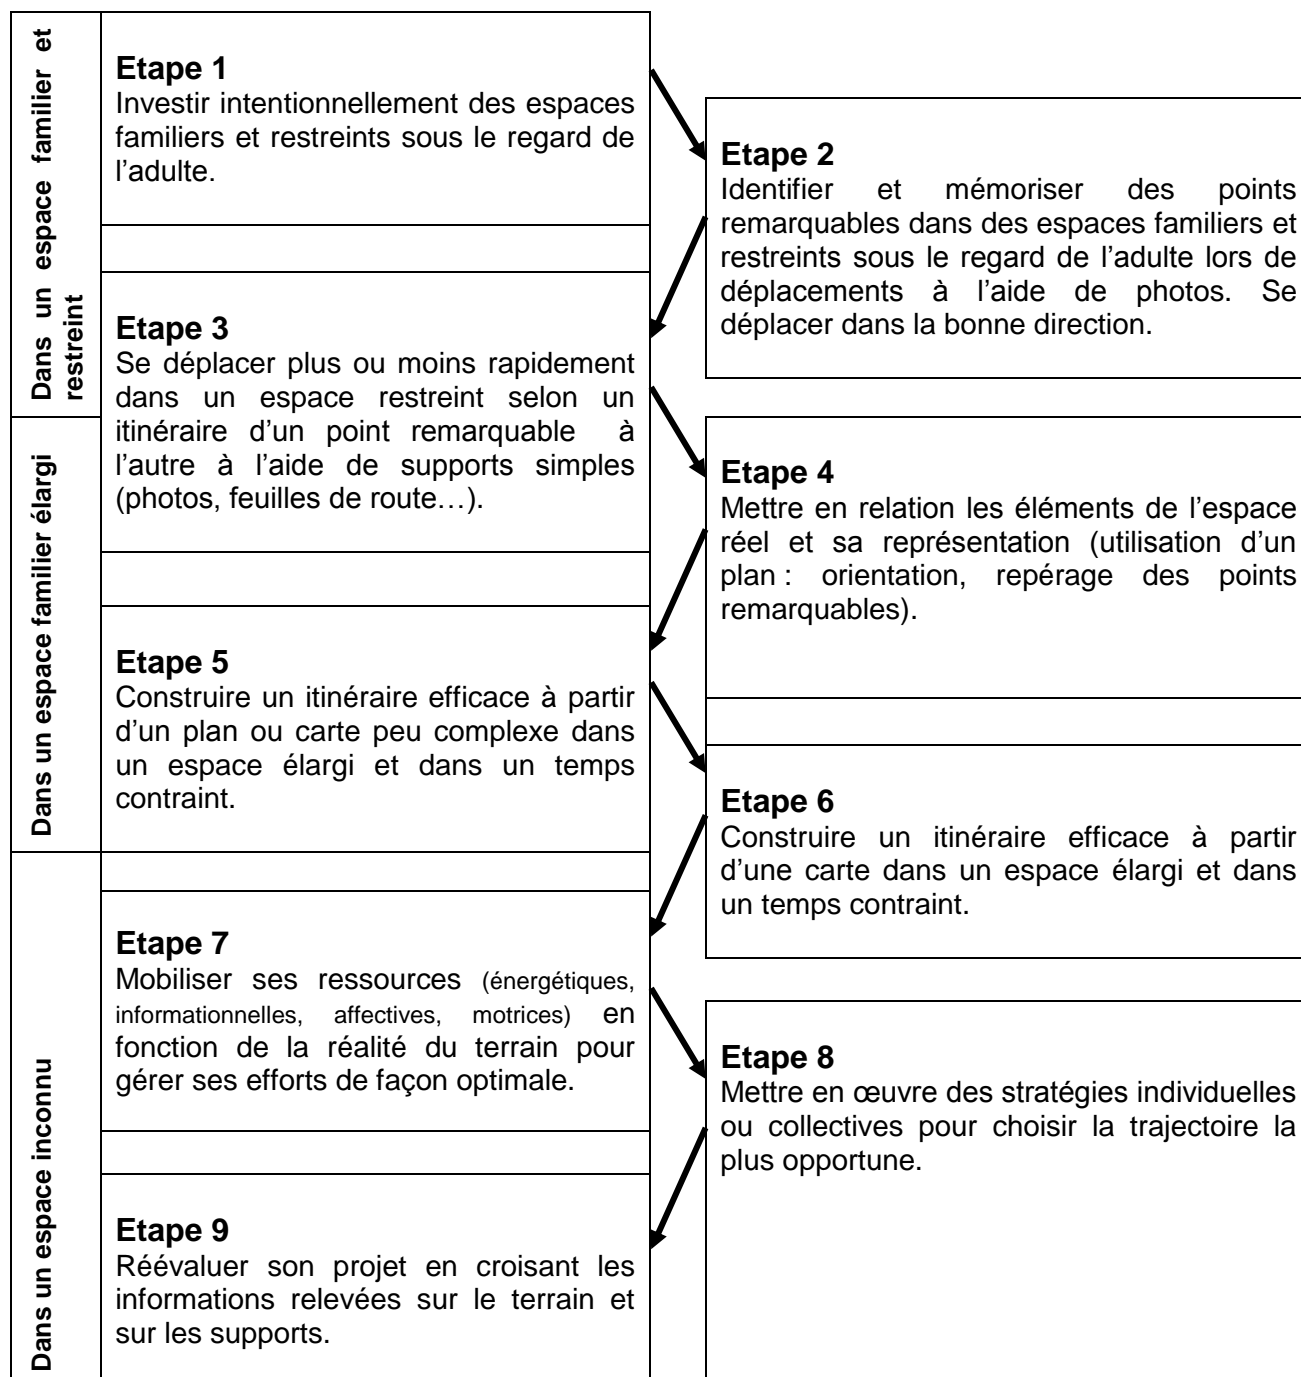 Dans un espace familier et
restreint
Etape 1
Investir intentionnellement des espaces
familiers et restreints sous le regard de
l’adulte.
Etape 2
Identifier et mémoriser des points
remarquables dans des espaces familiers et
restreints sous le regard de l’adulte lors de
déplacements à l’aide de photos. Se
déplacer dans la bonne direction.
Etape 3
Se déplacer plus ou moins rapidement
dans un espace restreint selon un
itinéraire d’un point remarquable à
l’autre à l’aide de supports simples
(photos, feuilles de route…).
Dans un espace familier élargi
Etape 4
Mettre en relation les éléments de l’espace
réel et sa représentation (utilisation d’un
plan : orientation, repérage des points
remarquables).
Etape 5
Construire un itinéraire efficace à partir
d’un plan ou carte peu complexe dans
un espace élargi et dans un temps
contraint.
Etape 6
Construire un itinéraire efficace à partir
d’une carte dans un espace élargi et dans
un temps contraint.
Dans un espace inconnu
Etape 7
Mobiliser ses ressources (énergétiques,
informationnelles, affectives, motrices) en
fonction de la réalité du terrain pour
gérer ses efforts de façon optimale.
Etape 8
Mettre en œuvre des stratégies individuelles
ou collectives pour choisir la trajectoire la
plus opportune.
Etape 9
Réévaluer son projet en croisant les
informations relevées sur le terrain et
sur les supports.